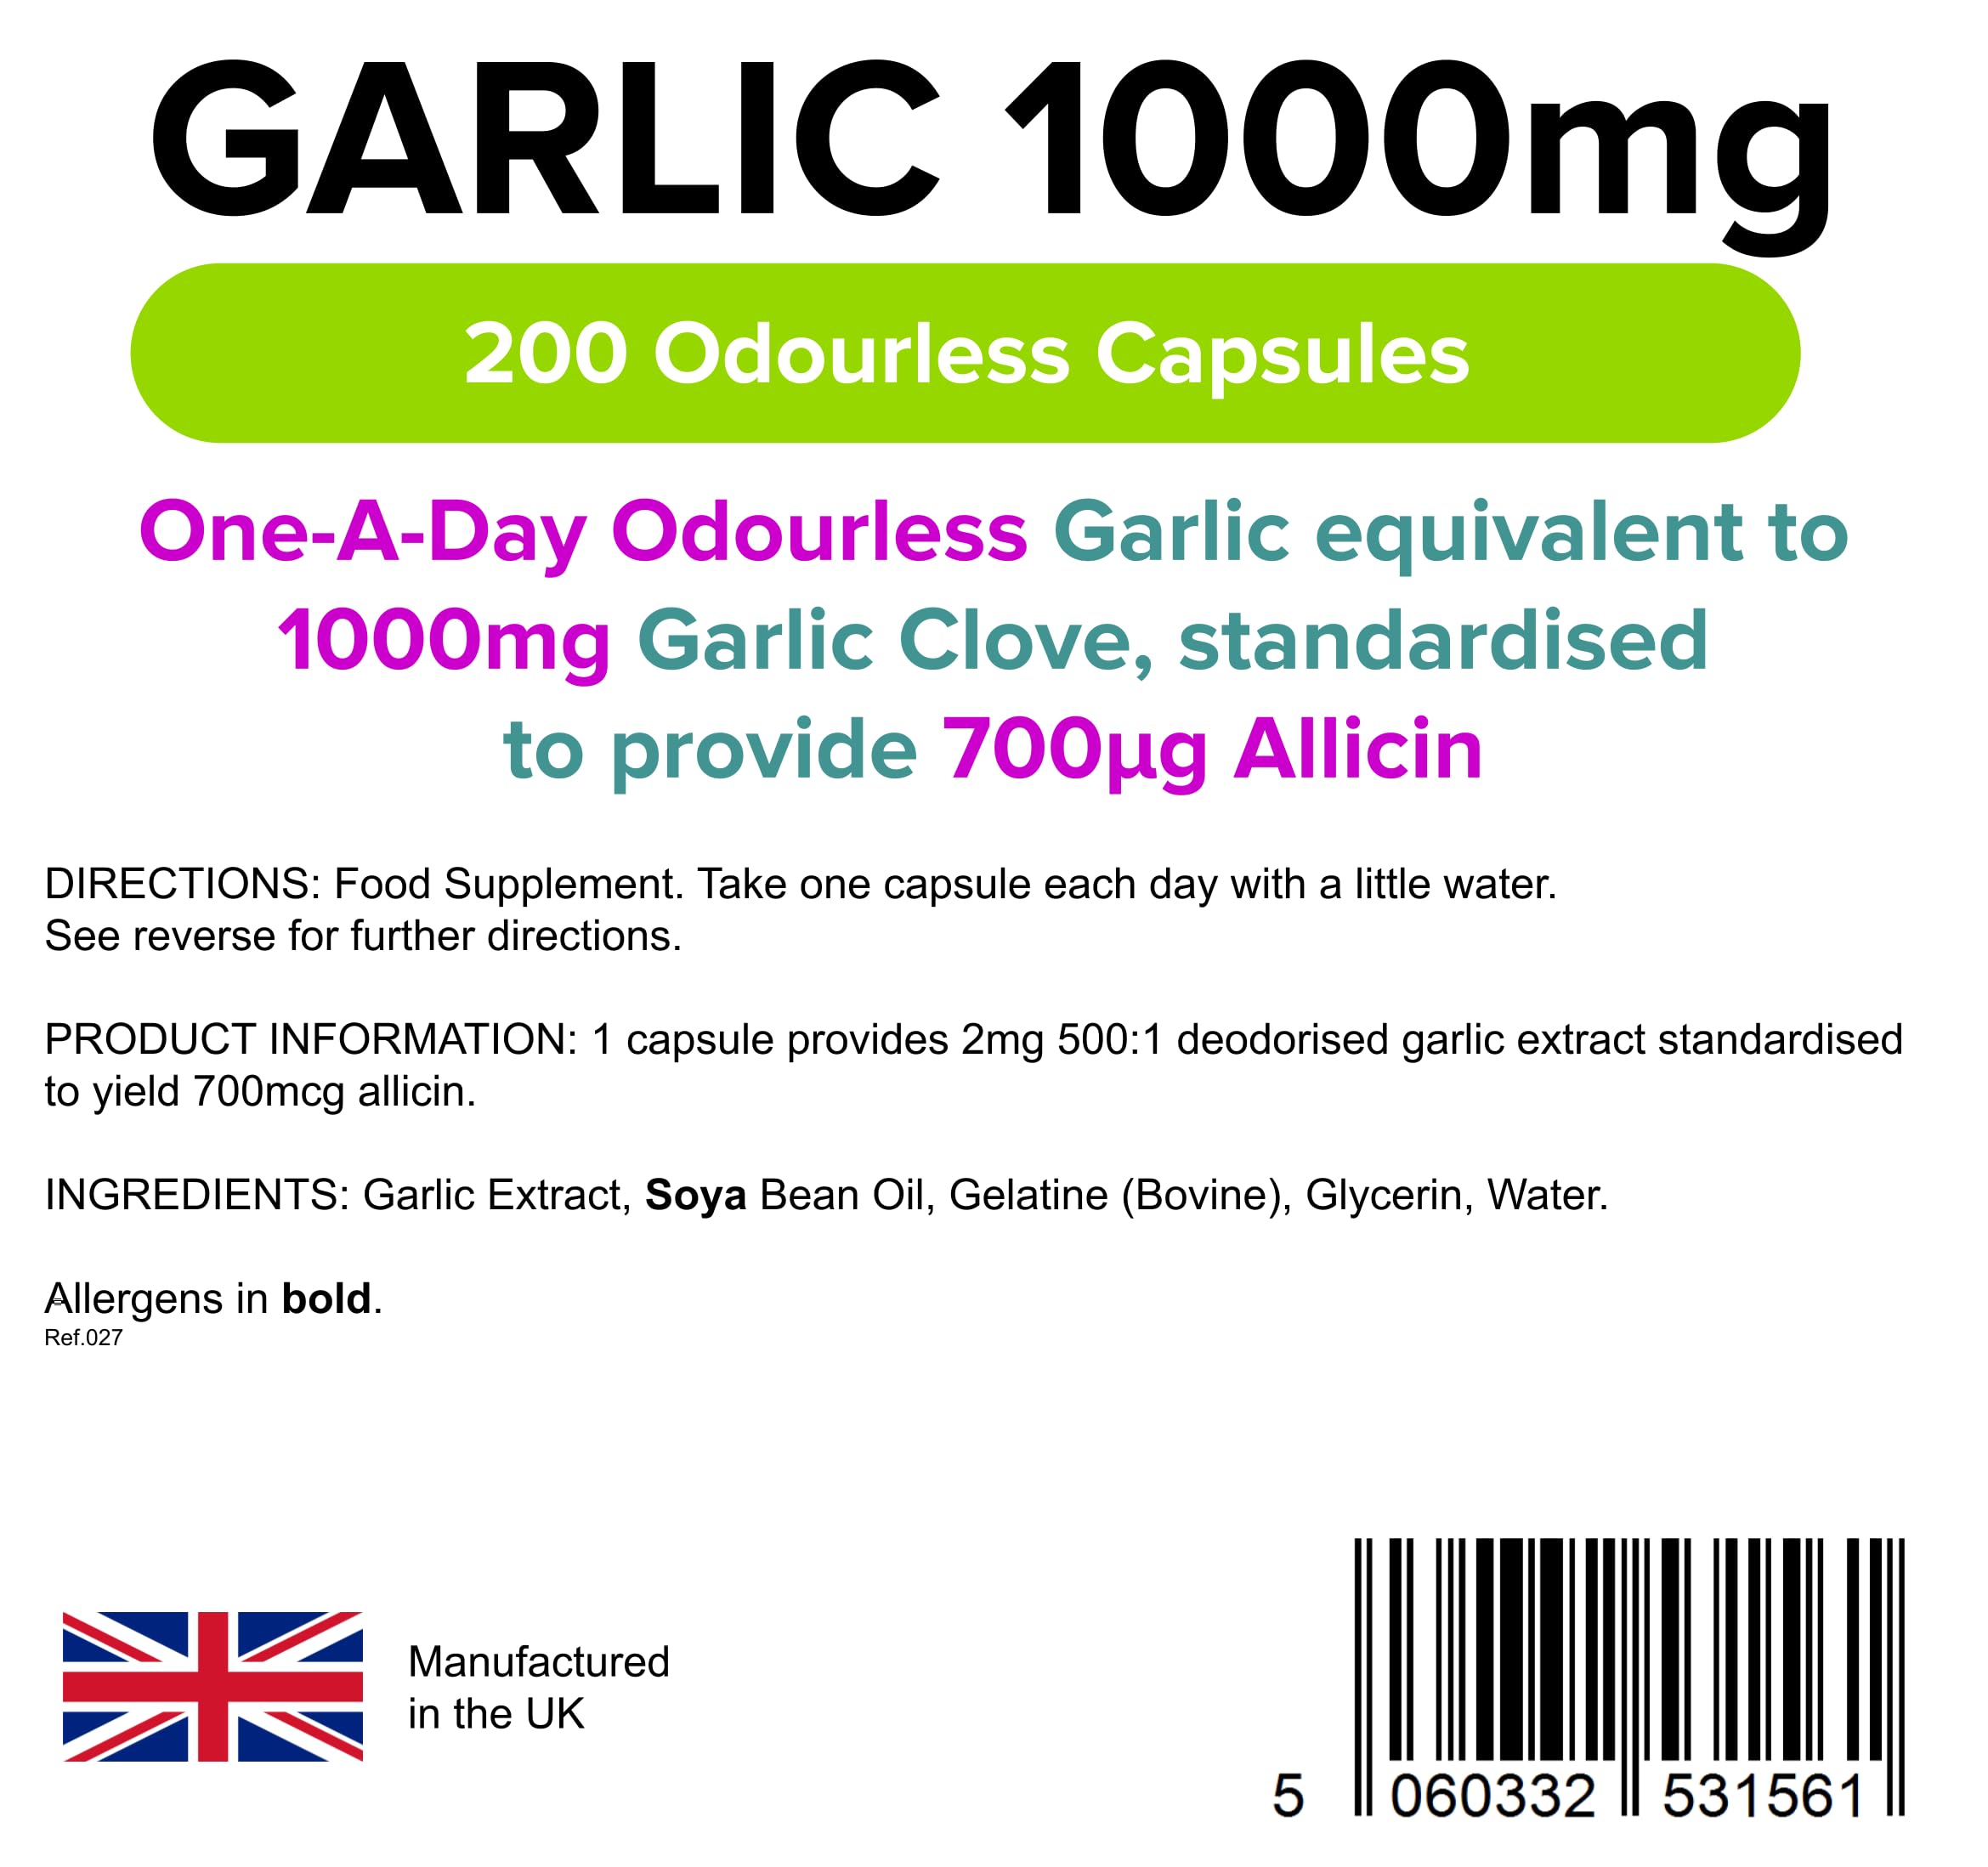 GARLIC 1000mg
200 Odourless Capsules
One-A-Day Odourless Garlic equivalent to
1000mg Garlic Clove, standardised
to provide 700µg Allicin
DIRECTIONS: Food Supplement. Take one capsule each day with a little water.
See reverse for further directions.
PRODUCT INFORMATION: 1 capsule provides 2mg 500:1 deodorised garlic extract standardised
to yield 700mcg allicin.
INGREDIENTS: Garlic Extract, Soya Bean Oil, Gelatine (Bovine), Glycerin, Water.
Allergens in bold.
Ref.027
Manufactured
in the UK
5 060332 531561